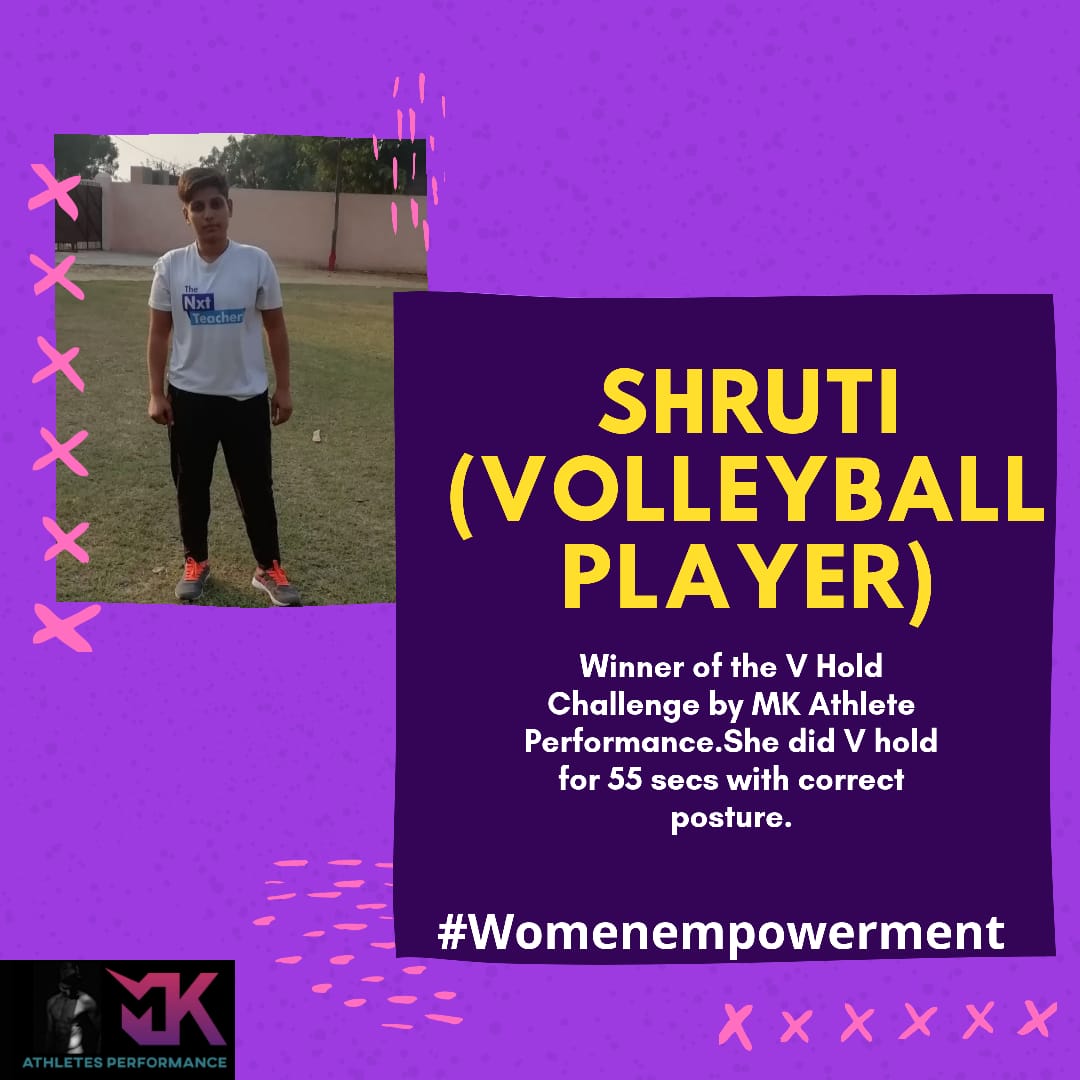 The
Nxt
Teacher
SHRUTI
(VOLLEYBALL
PLAYER)
Winner of the V Hold
Challenge by MK Athlete
Performance.She did V hold
for 55 secs with correct
posture.
#Womenempowerment
MK
ATHLETES PERFORMANCE